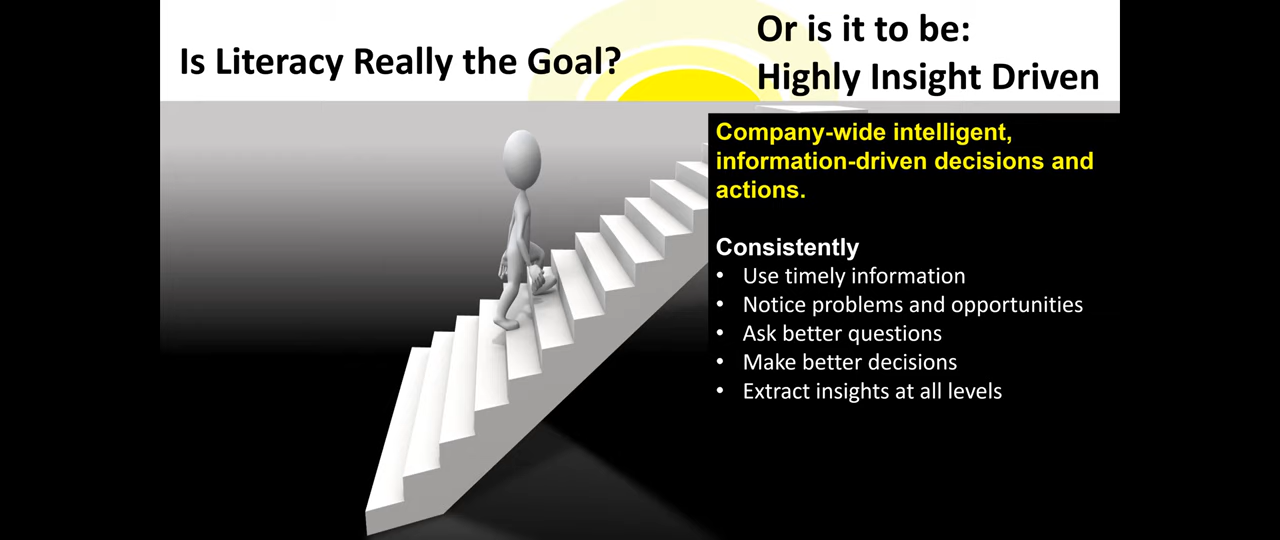 Is Literacy Really the Goal?
Or is it to be:
Highly Insight Driven
Company-wide intelligent,
information-driven decisions and
actions.
Consistently
• Use timely information
• Notice problems and opportunities
• Ask better questions
• Make better decisions
• Extract insights at all levels